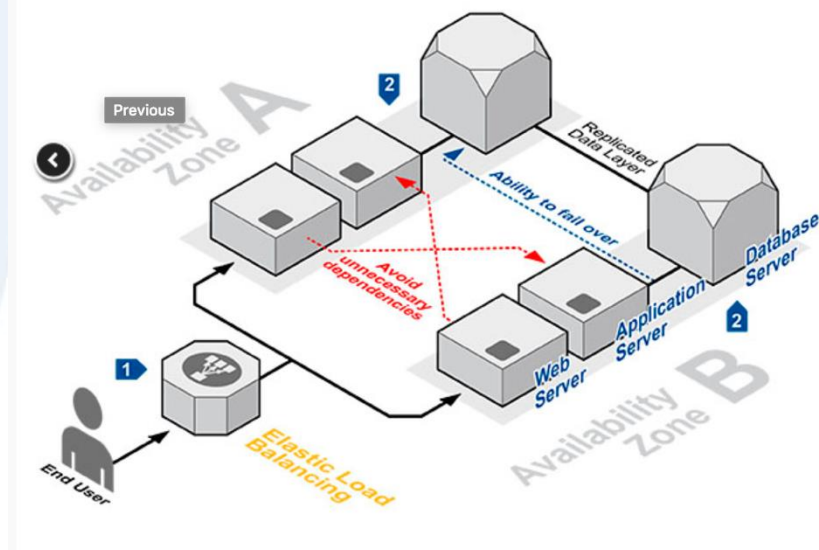 2
Previous
Availability
Zone A
Replicated
Data Layer
Ability to fail over
Avoid
unnecessary
dependencies
Database
Server
Application
Server
2
Web
Server
1
Availability
Zone B
Elastic Load
Balancing
End User